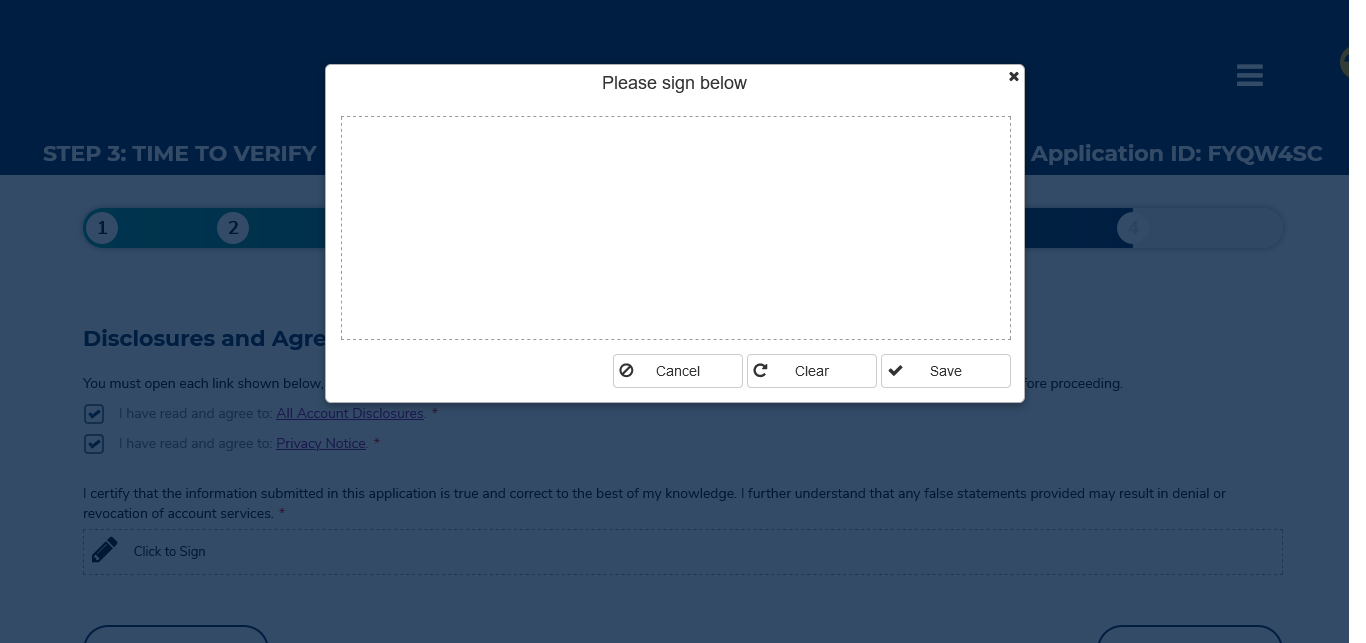 Please sign below
STEP 3: TIME TO VERIFY
Application ID: FYQW4SC
1 2 4
Disclosures and Agre
You must open each link shown below, fore proceeding.
I have read and agree to: All Account Disclosures. *
I have read and agree to: Privacy Notice. *
Cancel Clear Save
I certify that the information submitted in this application is true and correct to the best of my knowledge. I further understand that any false statements provided may result in denial or
revocation of account services. *
Click to Sign